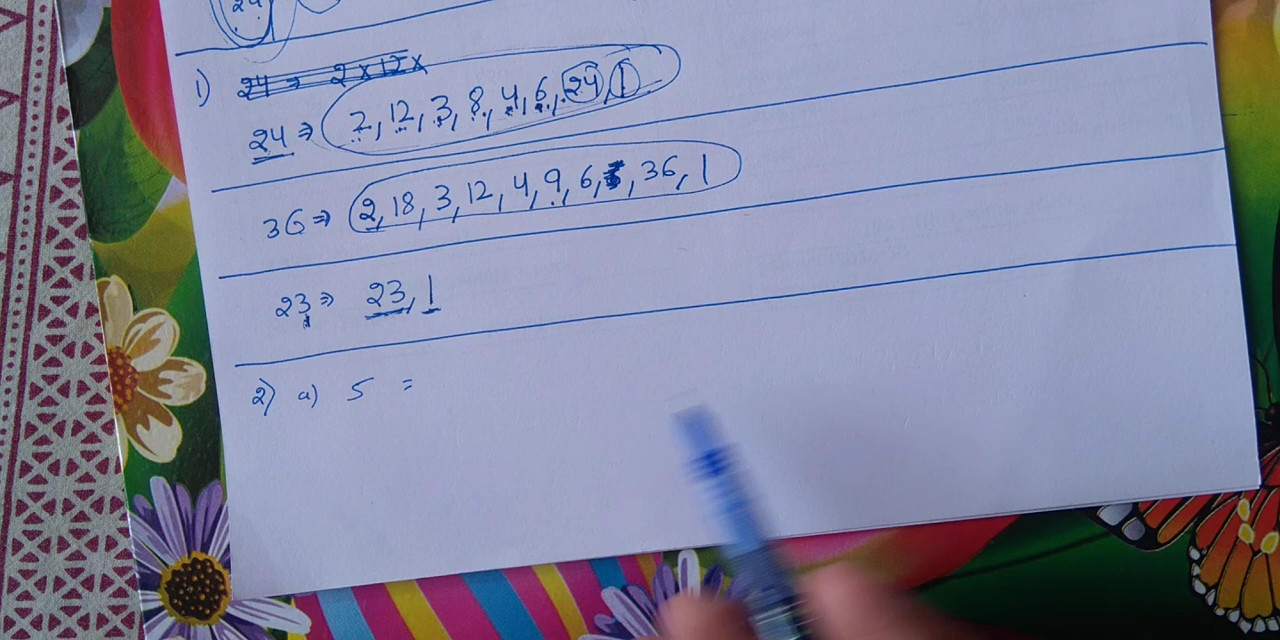 24
1) 24 ⇒ 2 x 12 x
24 ⇒ 2, 12, 3, 8, 4, 6, 24, 1
36 ⇒ 2, 18, 3, 12, 4, 9, 6, 36, 1
23 ⇒ 23, 1
2) a) 5 =